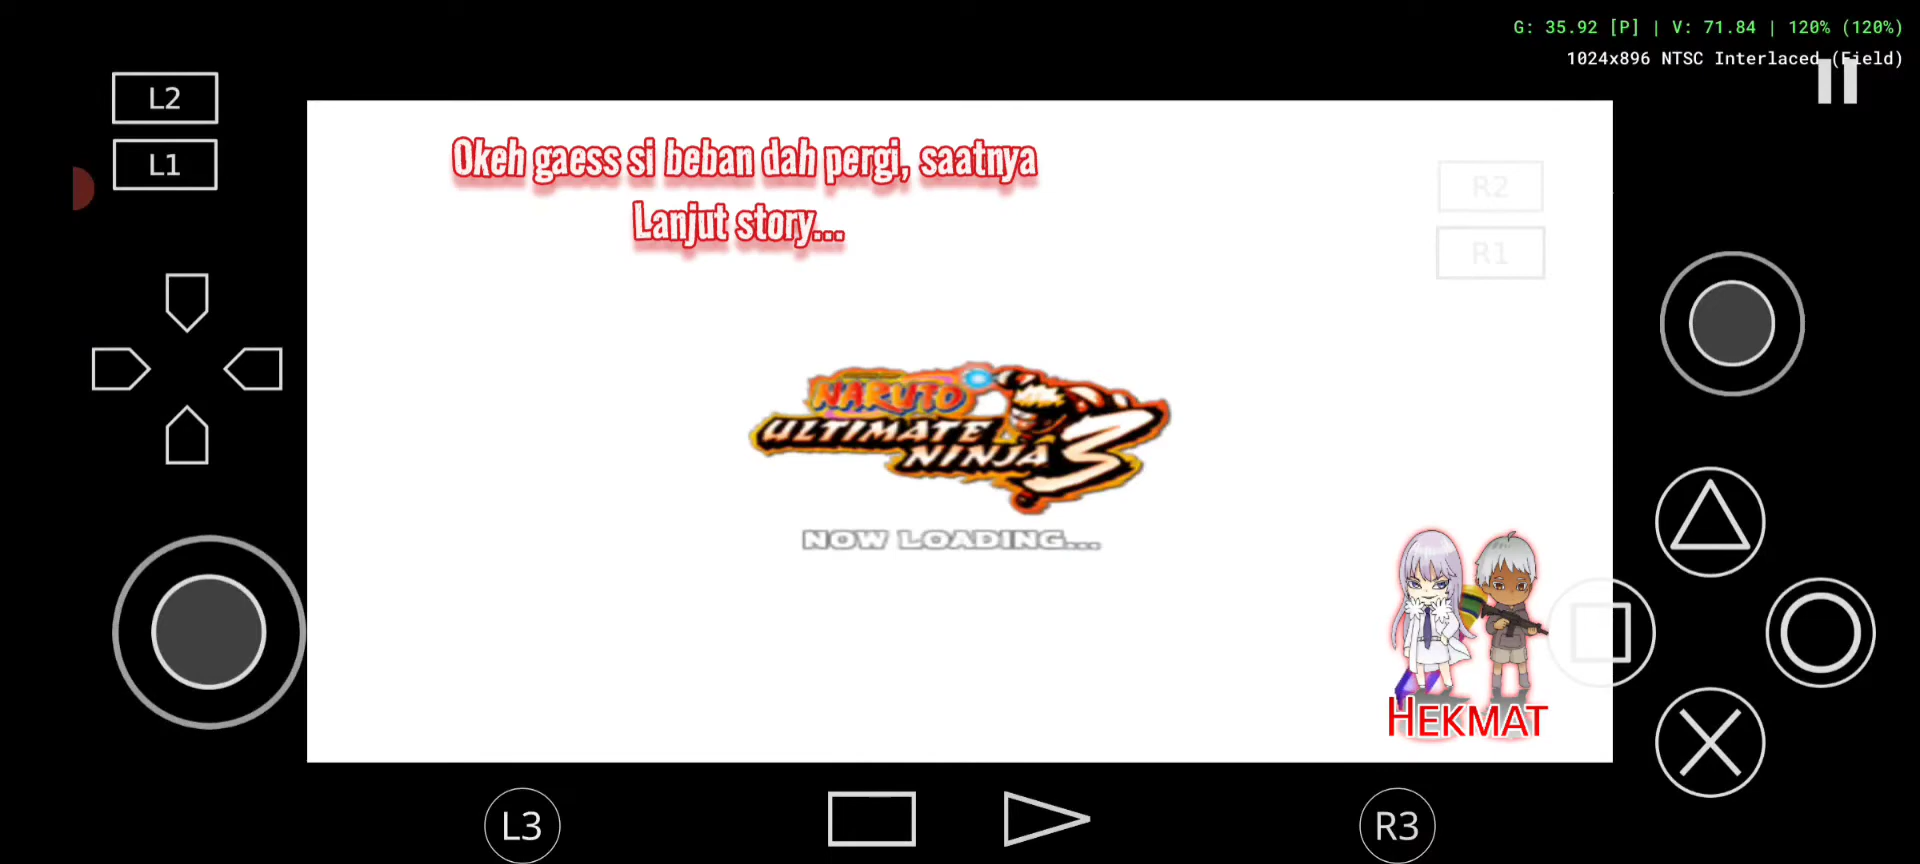 G: 35.92 [P] | V: 71.84 | 120% (120%)
1024x896 NTSC Interlaced (Field)
L2
L1
Okeh gaess si beban dah pergi, saatnya
Lanjut story...
R2
R1
NARUTO
ULTIMATE
NINJA 3
NOW LOADING...
HEKMAT
L3
R3